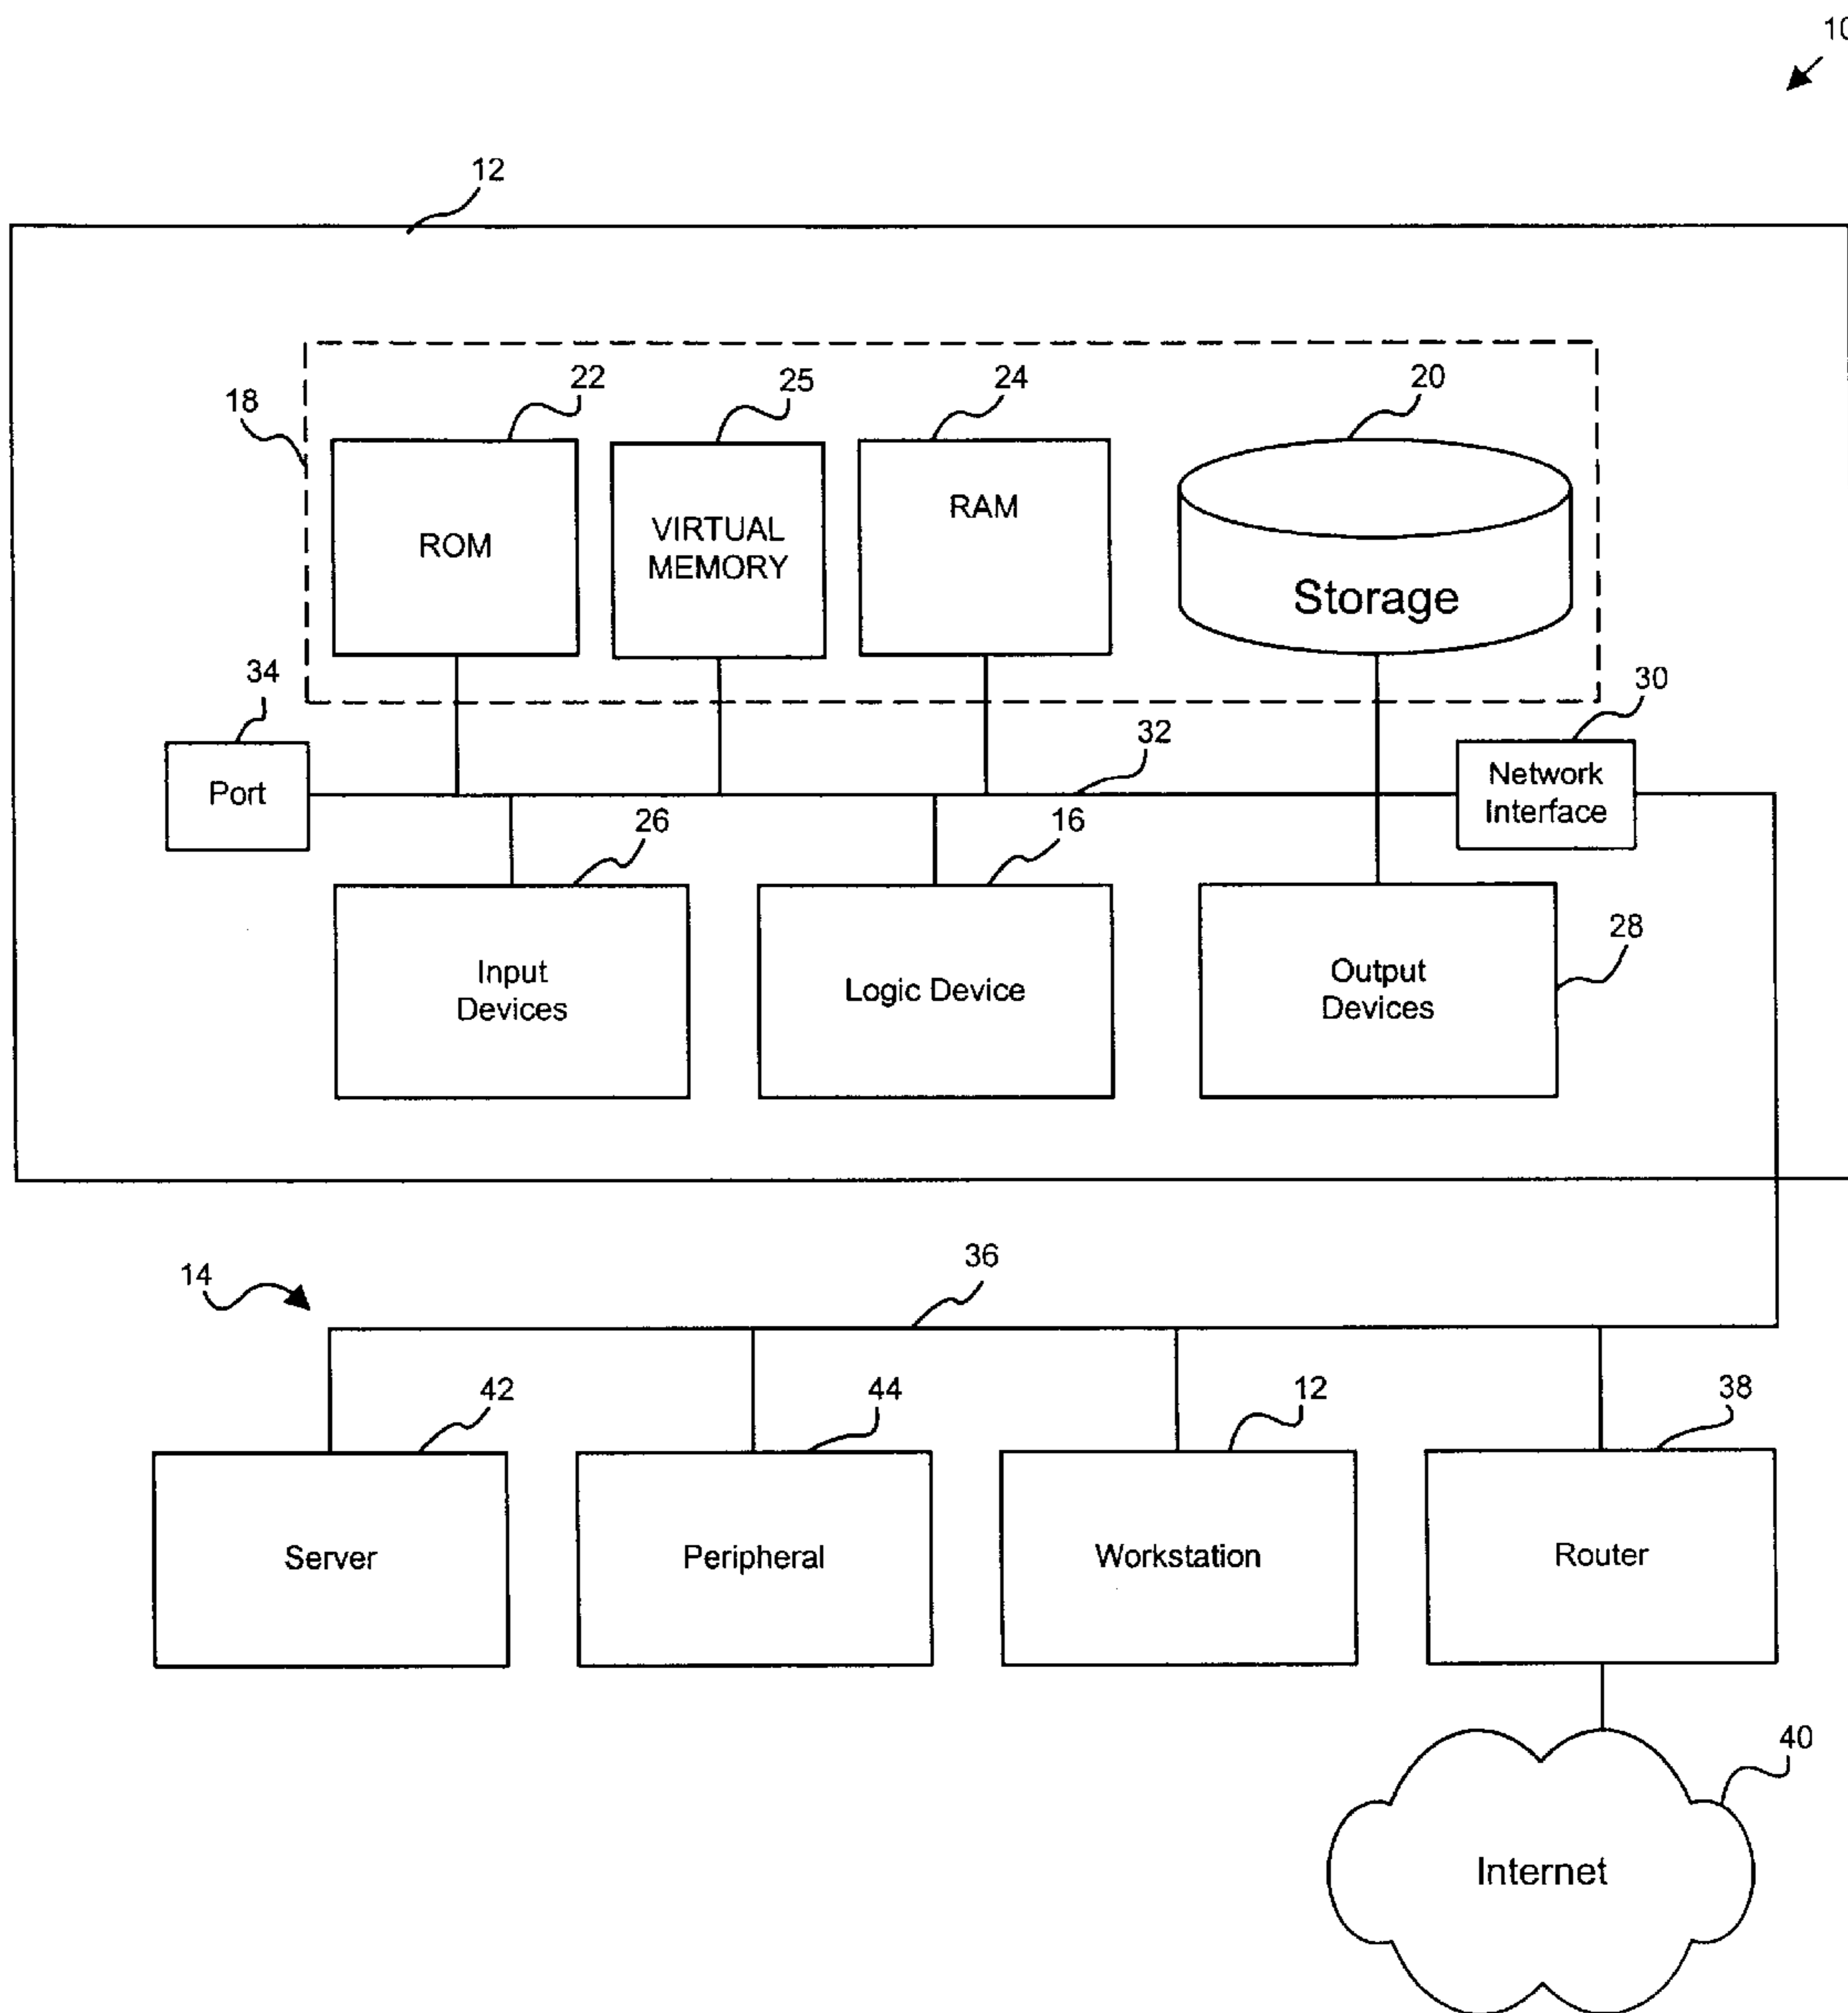 10
12
18
22
25
24
20
ROM
VIRTUAL
MEMORY
RAM
Storage
34
30
32
Port
Network
Interface
26
16
28
Input
Devices
Logic Device
Output
Devices
14
36
42
44
12
38
Server
Peripheral
Workstation
Router
40
Internet